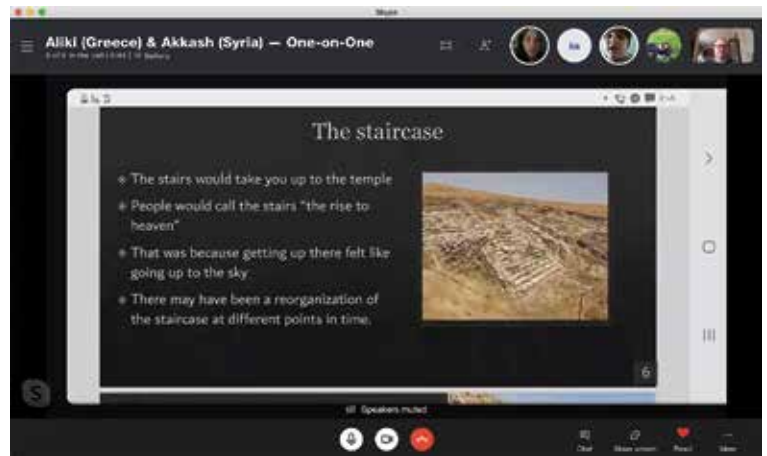 Skype
Aliki (Greece) & Akkash (Syria) — One-on-One
The staircase
The stairs would take you up to the temple
People would call the stairs "the rise to
heaven"
That was because getting up there felt like
going up to the sky
There may have been a reorganization of
the staircase at different points in time.
6
Speakers muted
Chat
Share screen
React
More